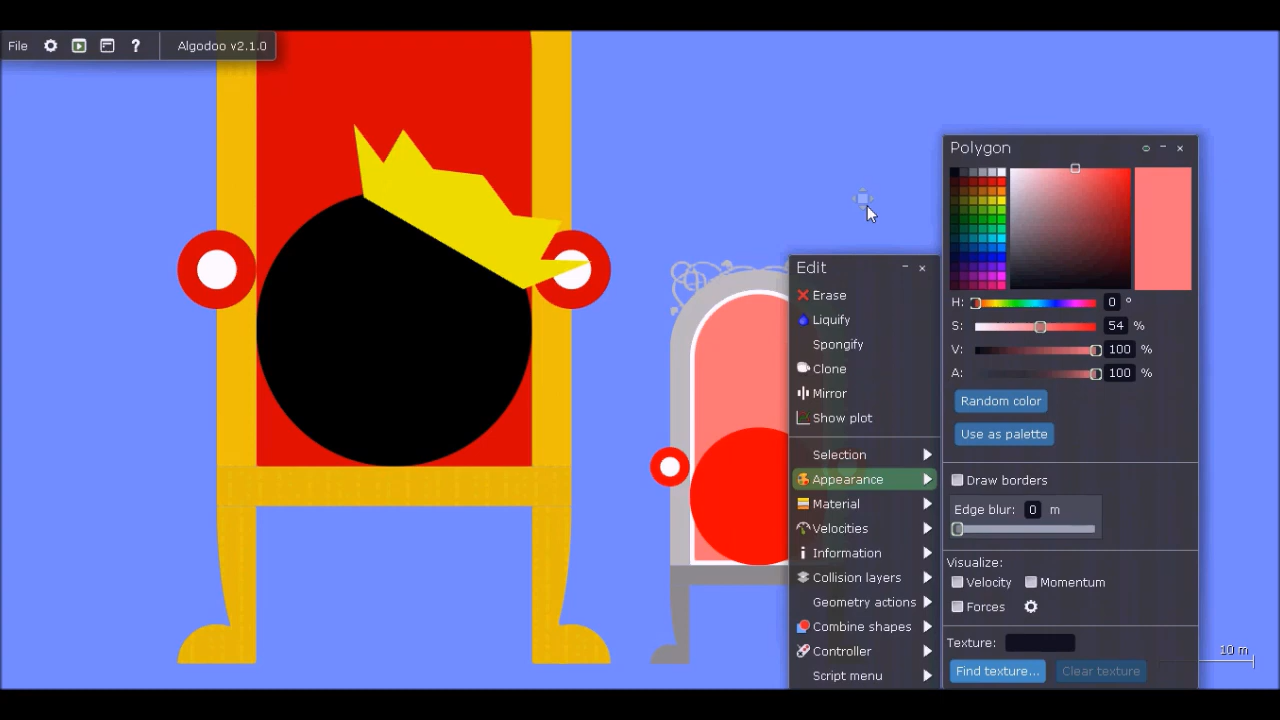 File ? Algodoo v2.1.0
Polygon
H: 0 °
S: 54 %
V: 100 %
A: 100 %
Random color
Use as palette
Draw borders
Edge blur: 0 m
Visualize:
Velocity Momentum
Forces
Texture:
Find texture... Clear texture
Edit
Erase
Liquify
Spongify
Clone
Mirror
Show plot
Selection
Appearance
Material
Velocities
Information
Collision layers
Geometry actions
Combine shapes
Controller
Script menu
10 m